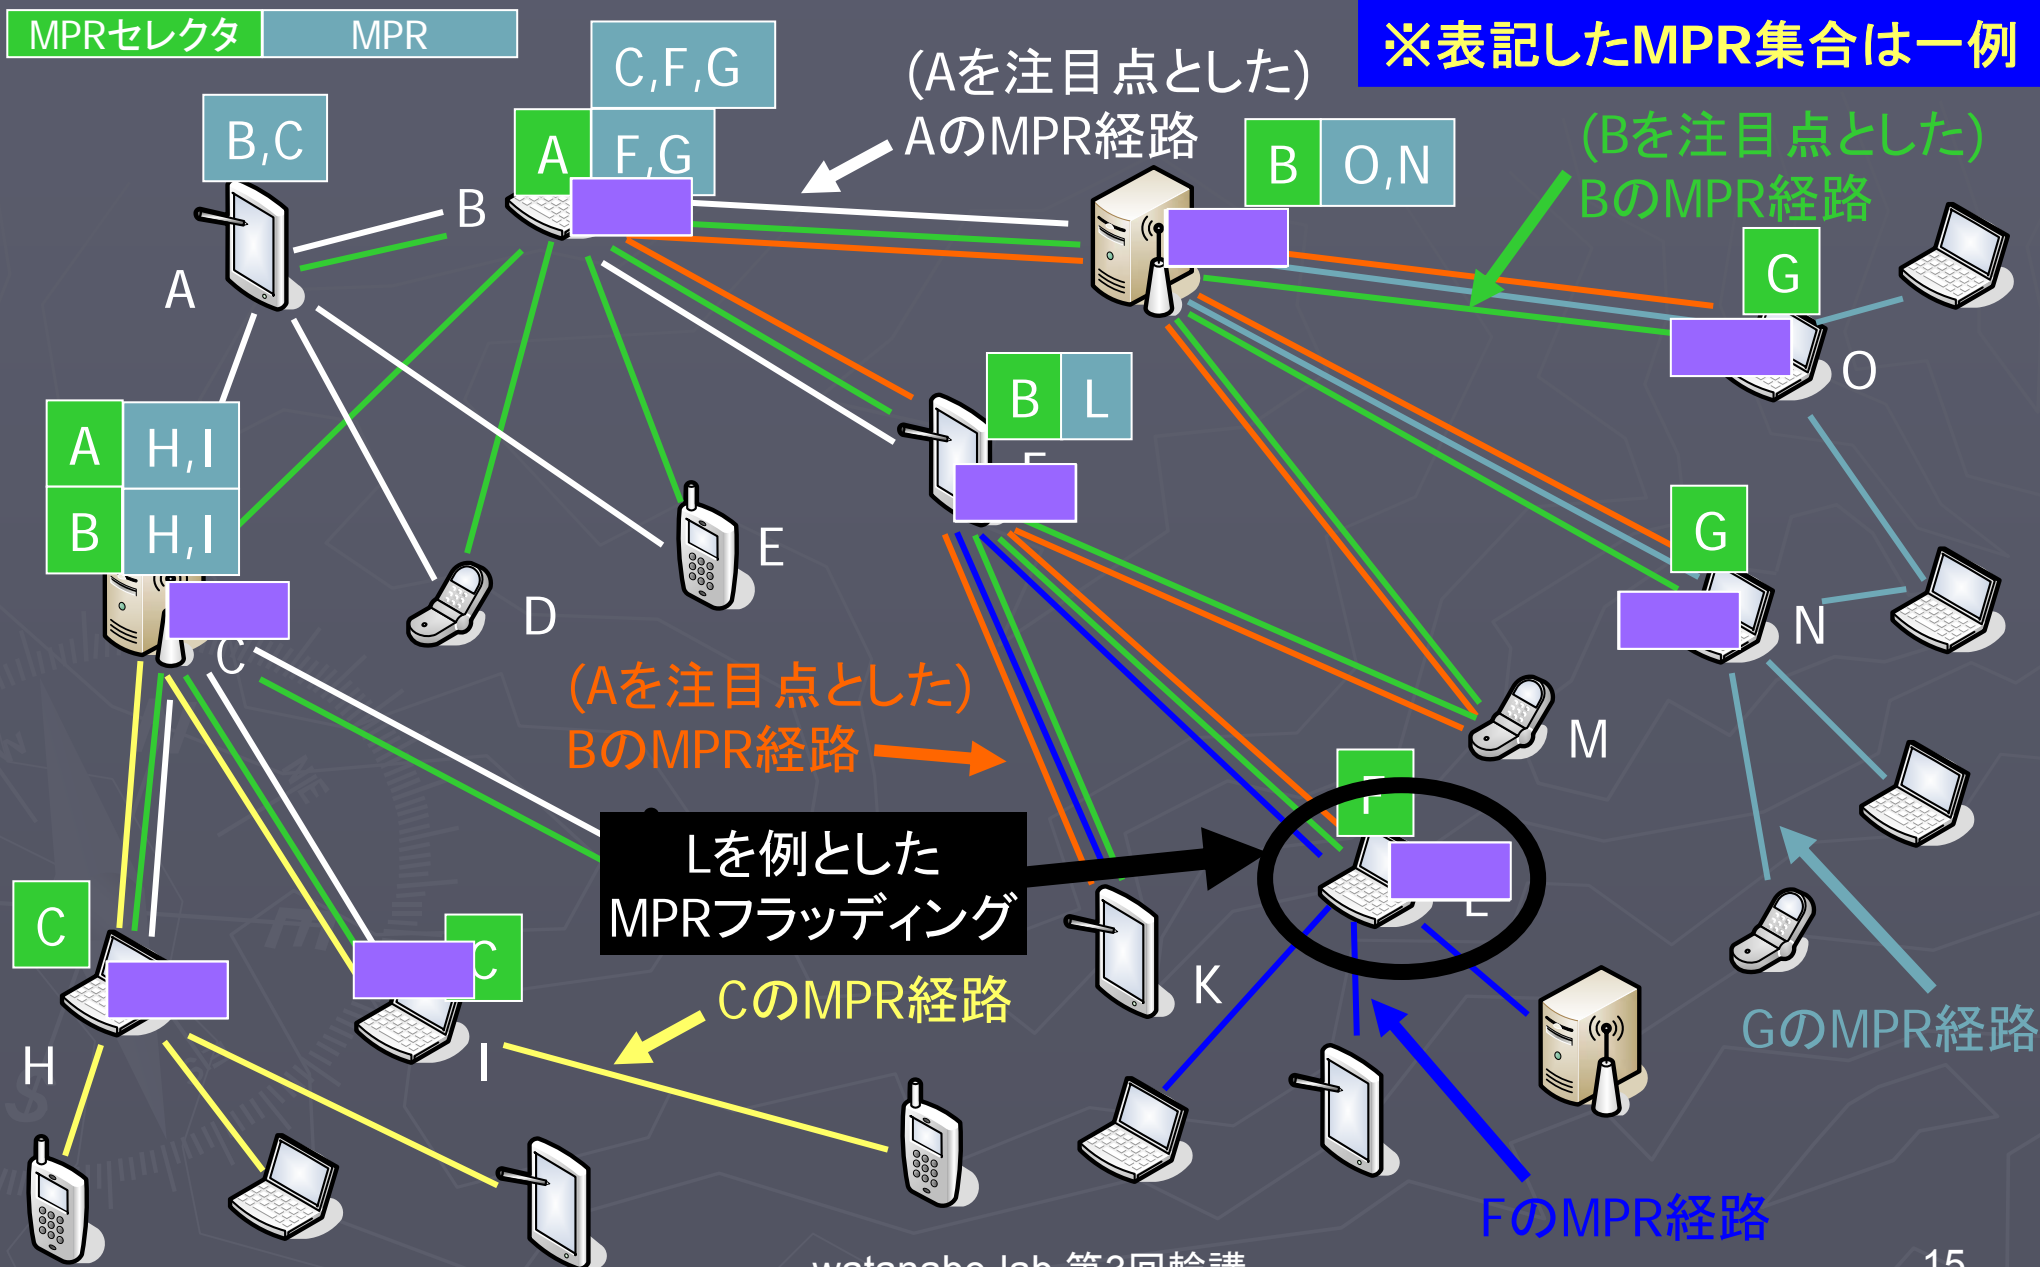 MPRセレクタ MPR
※表記したMPR集合は一例
C,F,G
(Aを注目点とした)
AのMPR経路
B,C
A F,G
B O,N
(Bを注目点とした)
BのMPR経路
B
A
G
O
B L
A H,I
B H,I
E
G
D
N
C
(Aを注目点とした)
BのMPR経路
M
F
Lを例とした
MPRフラッディング
C
C
K
CのMPR経路
GのMPR経路
H
I
FのMPR経路
15